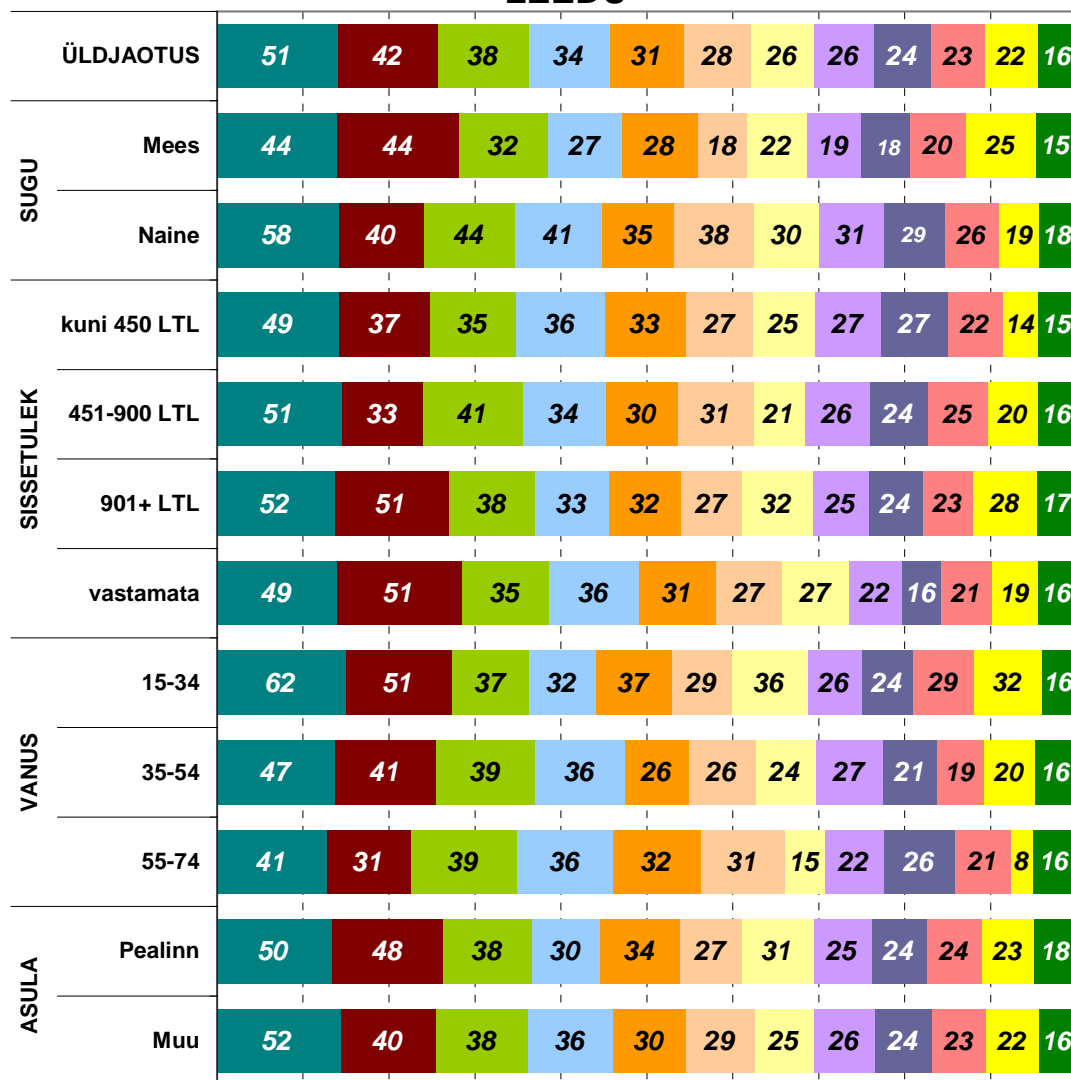 ÜLDJAOTUS 51 42 38 34 31 28 26 26 24 23 22 16
SUGU
Mees 44 44 32 27 28 18 22 19 18 20 25 15
Naine 58 40 44 41 35 38 30 31 29 26 19 18
SISSETULEK
kuni 450 LTL 49 37 35 36 33 27 25 27 27 22 14 15
451-900 LTL 51 33 41 34 30 31 21 26 24 25 20 16
901+ LTL 52 51 38 33 32 27 32 25 24 23 28 17
vastamata 49 51 35 36 31 27 27 22 16 21 19 16
VANUS
15-34 62 51 37 32 37 29 36 26 24 29 32 16
35-54 47 41 39 36 26 26 24 27 21 19 20 16
55-74 41 31 39 36 32 31 15 22 26 21 8 16
ASULA
Pealinn 50 48 38 30 34 27 31 25 24 24 23 18
Muu 52 40 38 36 30 29 25 26 24 23 22 16